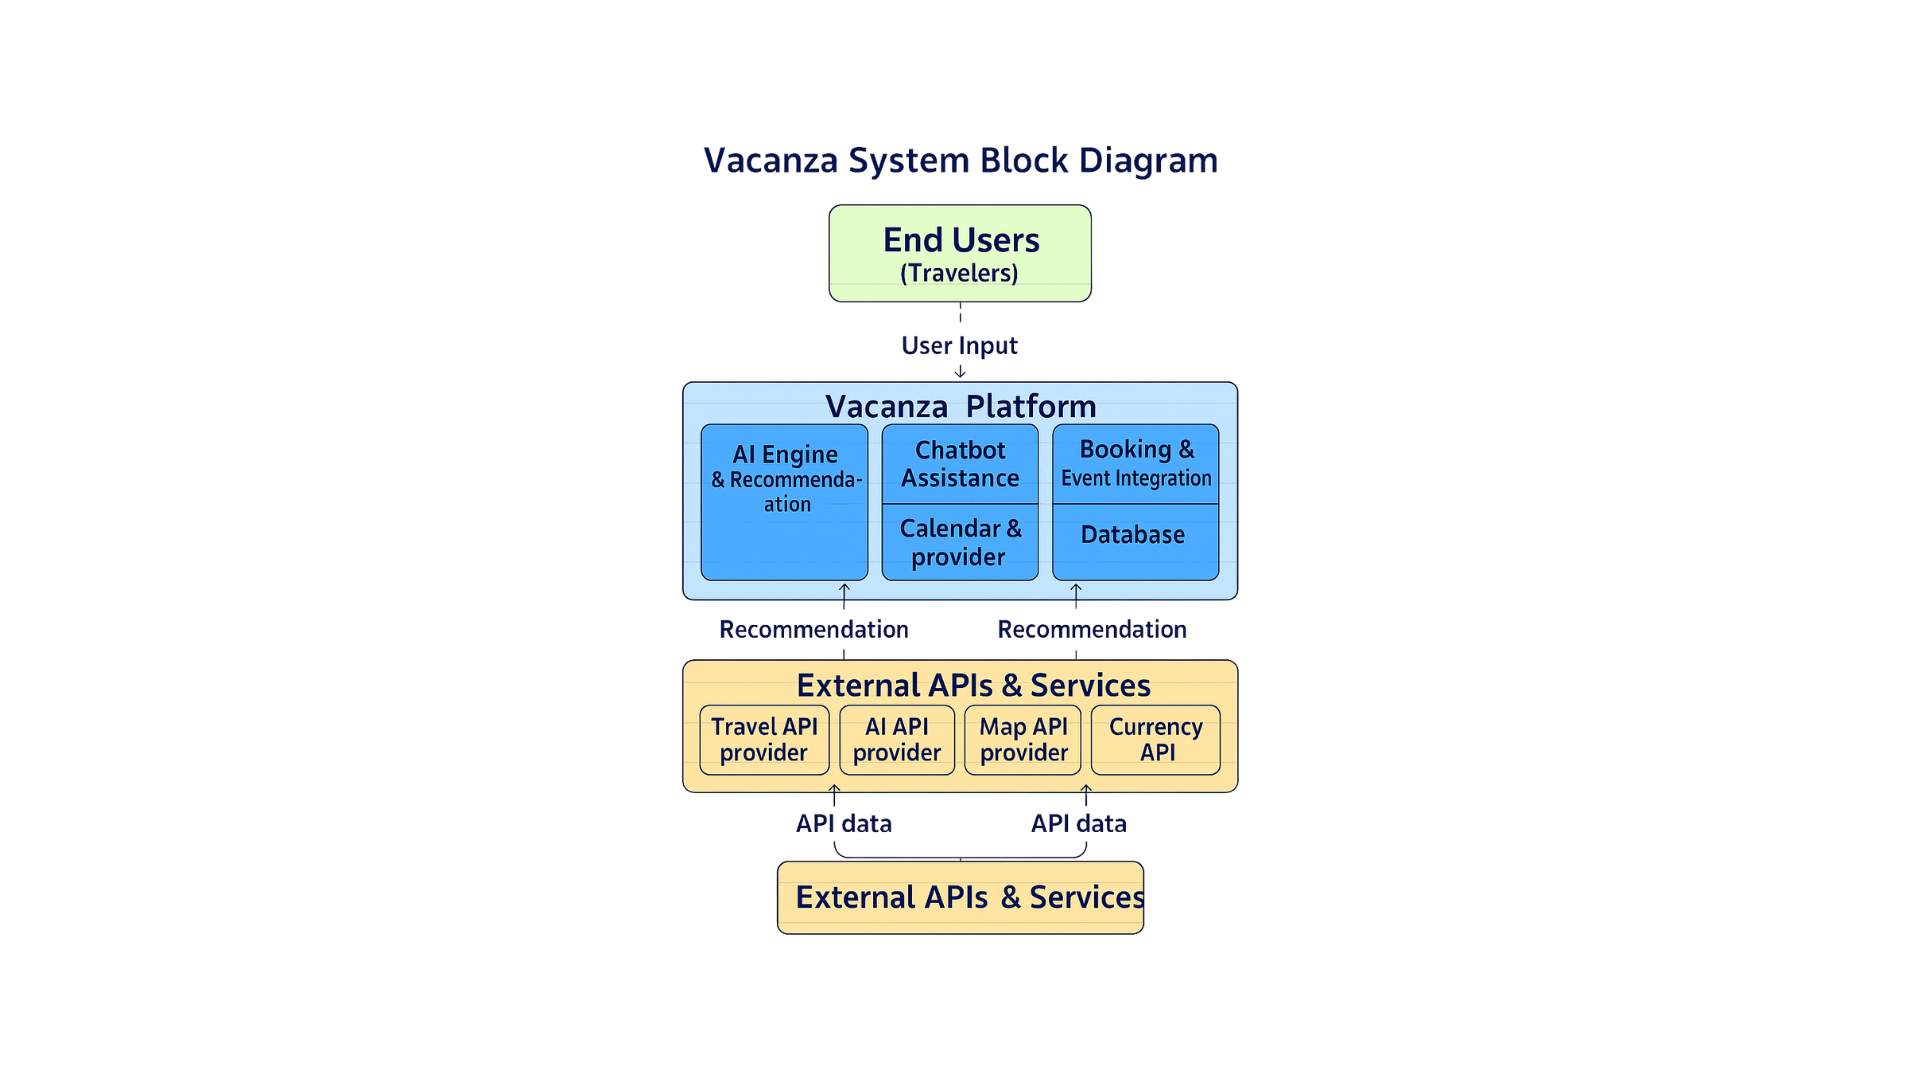 Vacanza System Block Diagram
End Users
(Travelers)
User Input
Vacanza Platform
AI Engine
& Recommenda-
ation
Chatbot
Assistance
Calendar &
provider
Booking &
Event Integration
Database
Recommendation
Recommendation
External APIs & Services
Travel API
provider
AI API
provider
Map API
provider
Currency
API
API data
API data
External APIs & Services